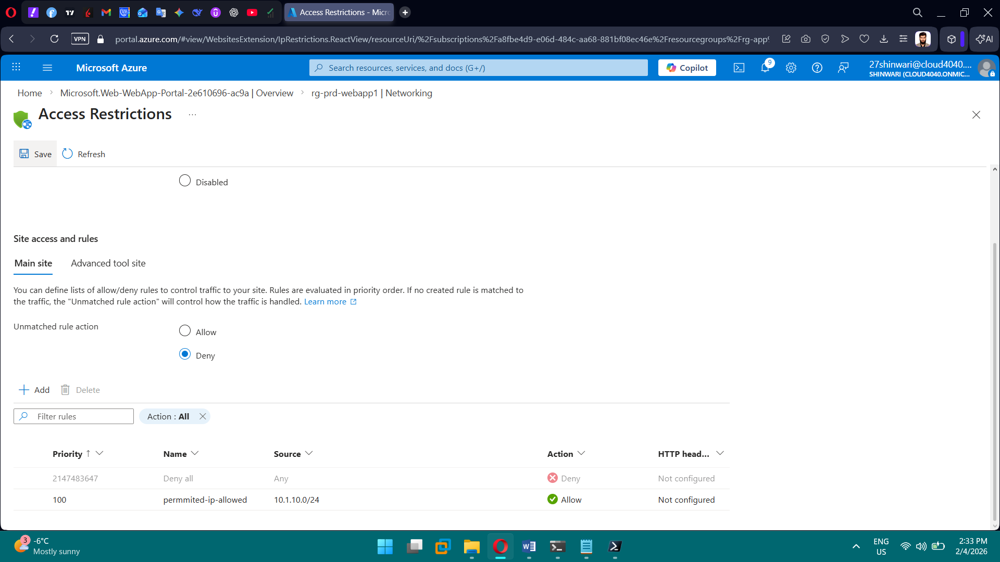 Access Restrictions - Micr
VPN
portal.azure.com/#view/WebsitesExtension/IpRestrictions.ReactView/resourceUri/%2Fsubscriptions%2Fa8fbe4d9-e06d-484c-aa68-881bf08ec46e%2Fresourcegroups%2Frg-app%
AI
Microsoft Azure
Search resources, services, and docs (G+/)
Copilot
9
27shinwari@cloud4040....
SHINWARI (CLOUD4040.ONMIC...
Home
Microsoft.Web-WebApp-Portal-2e610696-ac9a | Overview
rg-prd-webapp1 | Networking
Access Restrictions
...
Save
Refresh
Disabled
Site access and rules
Main site
Advanced tool site
You can define lists of allow/deny rules to control traffic to your site. Rules are evaluated in priority order. If no created rule is matched to
the traffic, the "Unmatched rule action" will control how the traffic is handled. Learn more
Unmatched rule action
Allow
Deny
Add
Delete
Filter rules
Action : All
Priority ↑ Name Source Action HTTP head...
2147483647 Deny all Any Deny Not configured
100 permmited-ip-allowed 10.1.10.0/24 Allow Not configured
3
-6°C
Mostly sunny
ENG
US
2:33 PM
2/4/2026